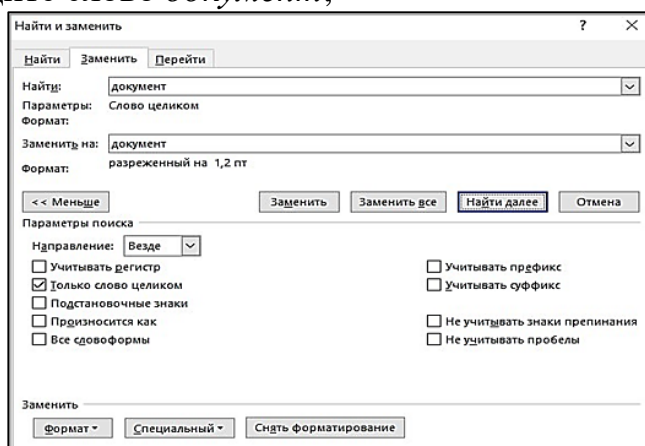 Найти и заменить ? ×
Найти Заменить Перейти
Найти: документ
Параметры: Слово целиком
Формат:
Заменить на: документ
Формат: разреженный на 1,2 пт
<< Меньше Заменить Заменить все Найти далее Отмена
Параметры поиска
Направление: Везде
Учитывать регистр Учитывать префикс
Только слово целиком Учитывать суффикс
Подстановочные знаки
Произносится как Не учитывать знаки препинания
Все словоформы Не учитывать пробелы
Заменить
Формат Специальный Снять форматирование